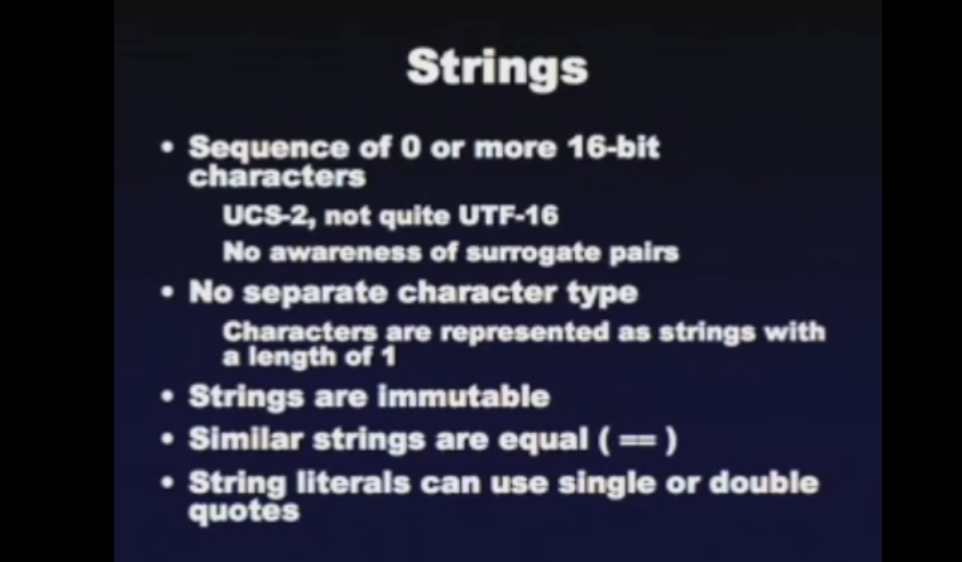 Strings
• Sequence of 0 or more 16-bit
characters
UCS-2, not quite UTF-16
No awareness of surrogate pairs
• No separate character type
Characters are represented as strings with
a length of 1
• Strings are immutable
• Similar strings are equal ( == )
• String literals can use single or double
quotes